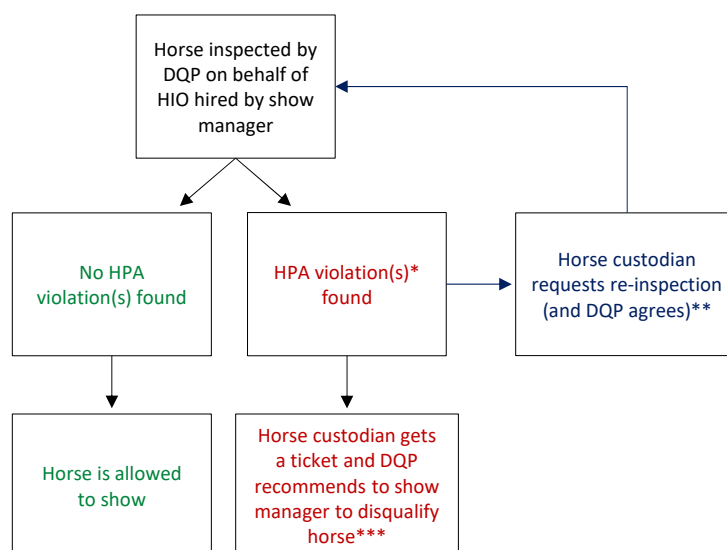 Horse inspected by
DQP on behalf of
HIO hired by show
manager
No HPA
violation(s) found
HPA violation(s)*
found
Horse custodian
requests re-inspection
(and DQP agrees)**
Horse is allowed
to show
Horse custodian gets
a ticket and DQP
recommends to show
manager to disqualify
horse***